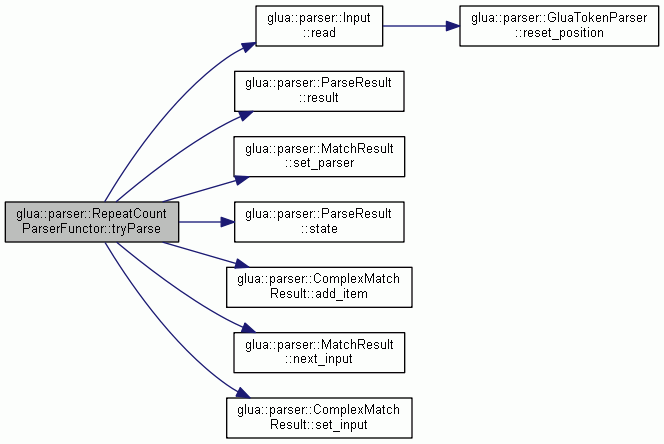 glua::parser::Input
::read
glua::parser::GluaTokenParser
::reset_position
glua::parser::ParseResult
::result
glua::parser::MatchResult
::set_parser
glua::parser::RepeatCount
ParserFunctor::tryParse
glua::parser::ParseResult
::state
glua::parser::ComplexMatch
Result::add_item
glua::parser::MatchResult
::next_input
glua::parser::ComplexMatch
Result::set_input